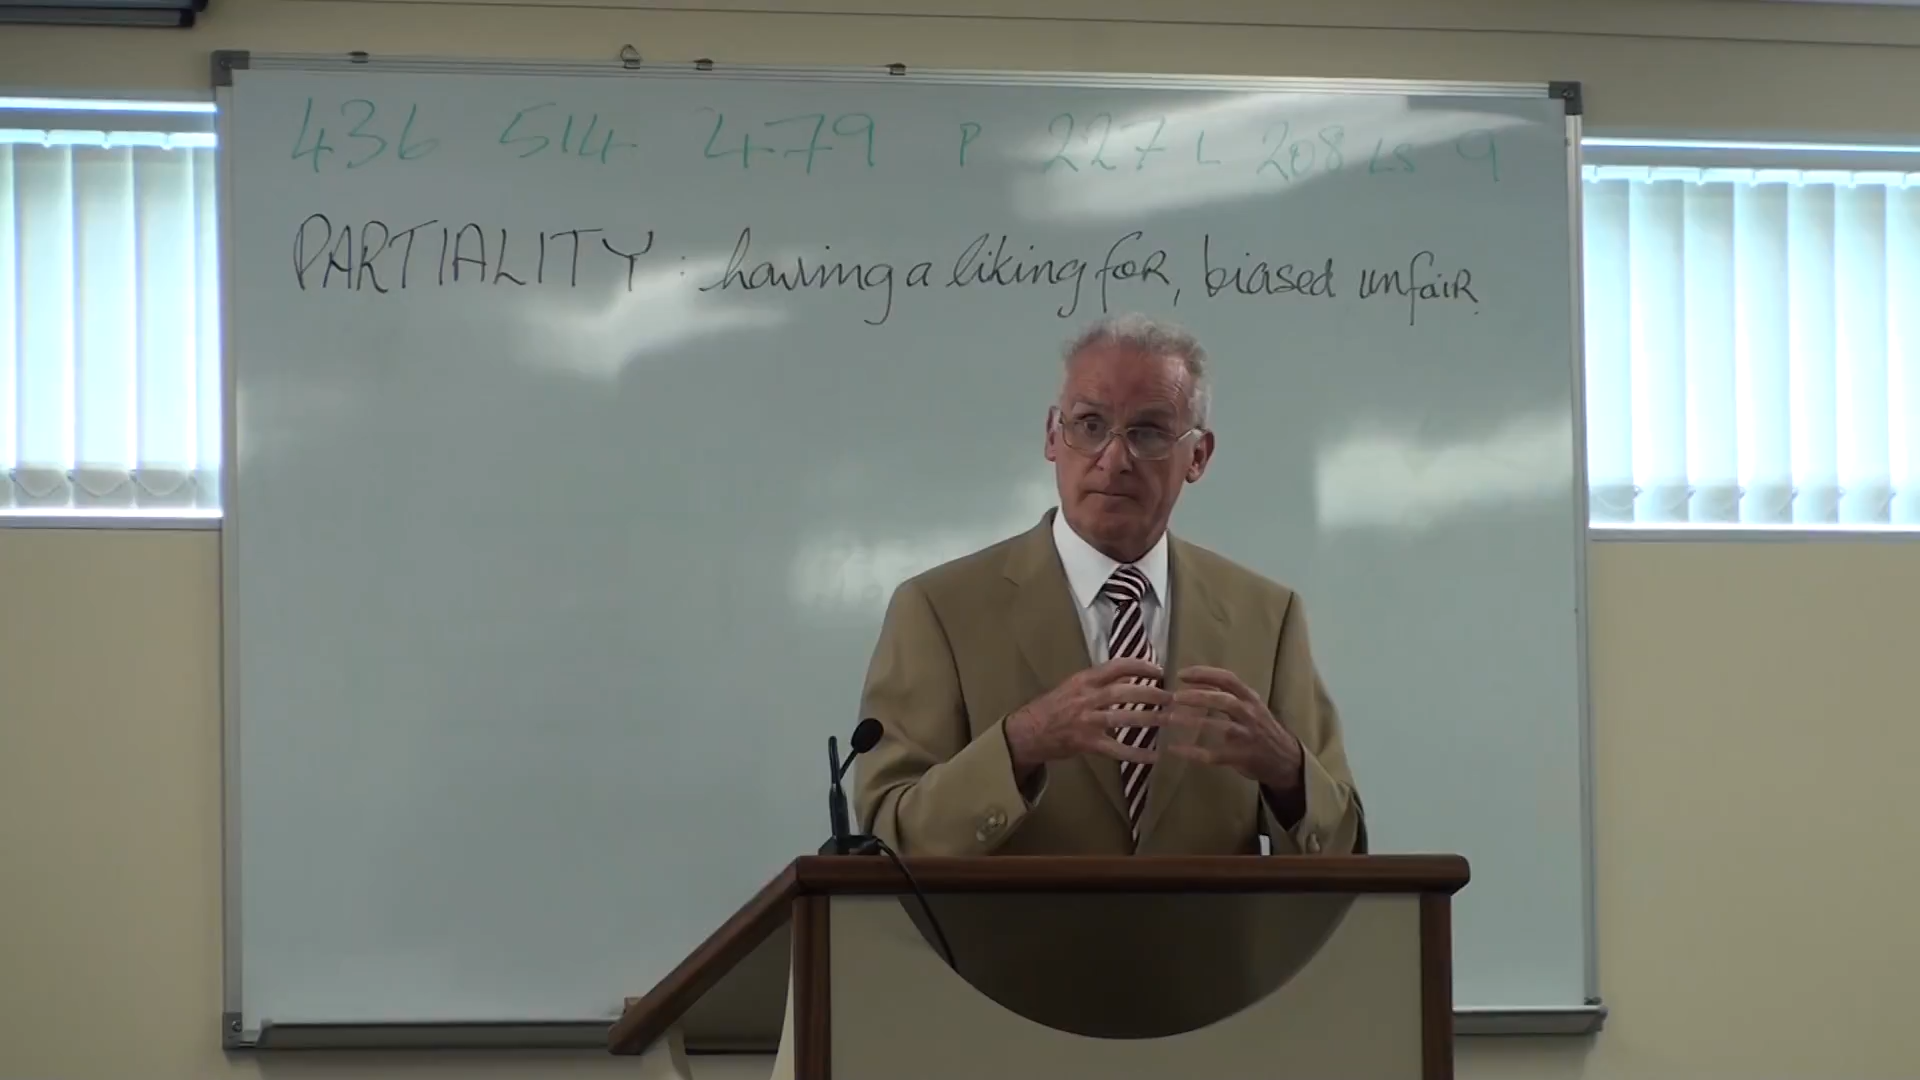 436 514 479 P 227 L 208 LS 9
PARTIALITY : having a liking for, biased unfair.